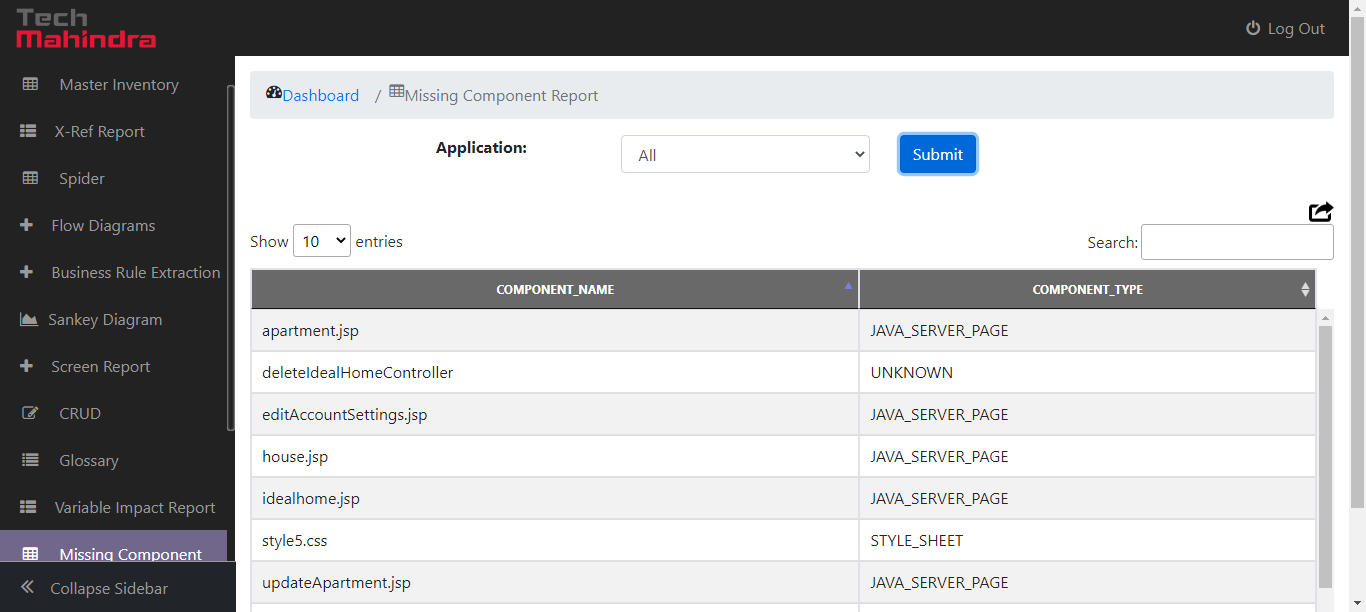 Tech
Mahindra
Log Out
Master Inventory
X-Ref Report
Spider
Flow Diagrams
Business Rule Extraction
Sankey Diagram
Screen Report
CRUD
Glossary
Variable Impact Report
Missing Component
Collapse Sidebar
Dashboard / Missing Component Report
Application: All Submit
Show 10 entries Search:
COMPONENT_NAME COMPONENT_TYPE
apartment.jsp JAVA_SERVER_PAGE
deleteIdealHomeController UNKNOWN
editAccountSettings.jsp JAVA_SERVER_PAGE
house.jsp JAVA_SERVER_PAGE
idealhome.jsp JAVA_SERVER_PAGE
style5.css STYLE_SHEET
updateApartment.jsp JAVA_SERVER_PAGE